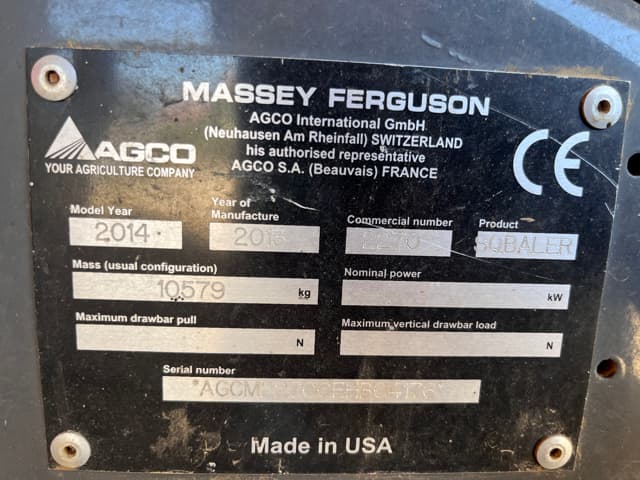 MASSEY FERGUSON
AGCO International GmbH
(Neuhausen Am Rheinfall) SWITZERLAND
his authorised representative
AGCO S.A. (Beauvais) FRANCE
AGCO
YOUR AGRICULTURE COMPANY
CE
Model Year
2014
Year of
Manufacture
Commercial number
2270
Product
SQBALER
Mass (usual configuration)
10579 kg
Nominal power
kW
Maximum drawbar pull
N
Maximum vertical drawbar load
N
Serial number
Made in USA